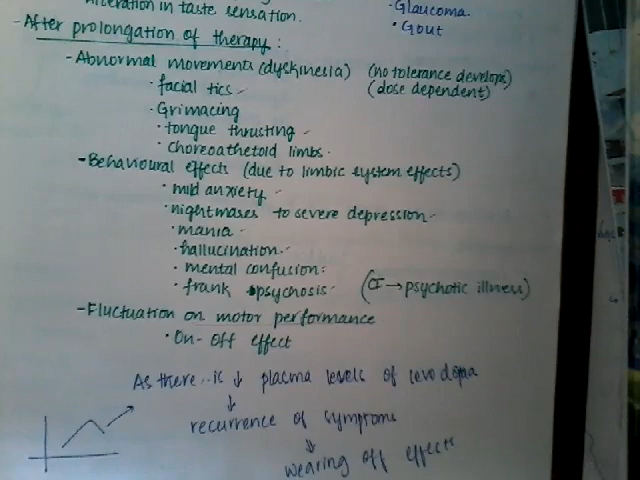 Alteration in taste sensation.
- Glaucoma.
• Gout
- After prolongation of therapy:
- Abnormal movements (dyskinesia) (no tolerance develops)
(dose dependent)
• facial tics
• Grimacing
• tongue thrusting
• choreoathetoid limbs.
- Behavioural effects (due to limbic system effects)
• mild anxiety
• nightmares to severe depression
• mania
• hallucination
• mental confusion
• frank psychosis. (CI → psychotic illness)
- Fluctuation on motor performance
• On-off effect
As there is ↓ plasma levels of levodopa
↓
recurrence of symptoms
↓
wearing off effects